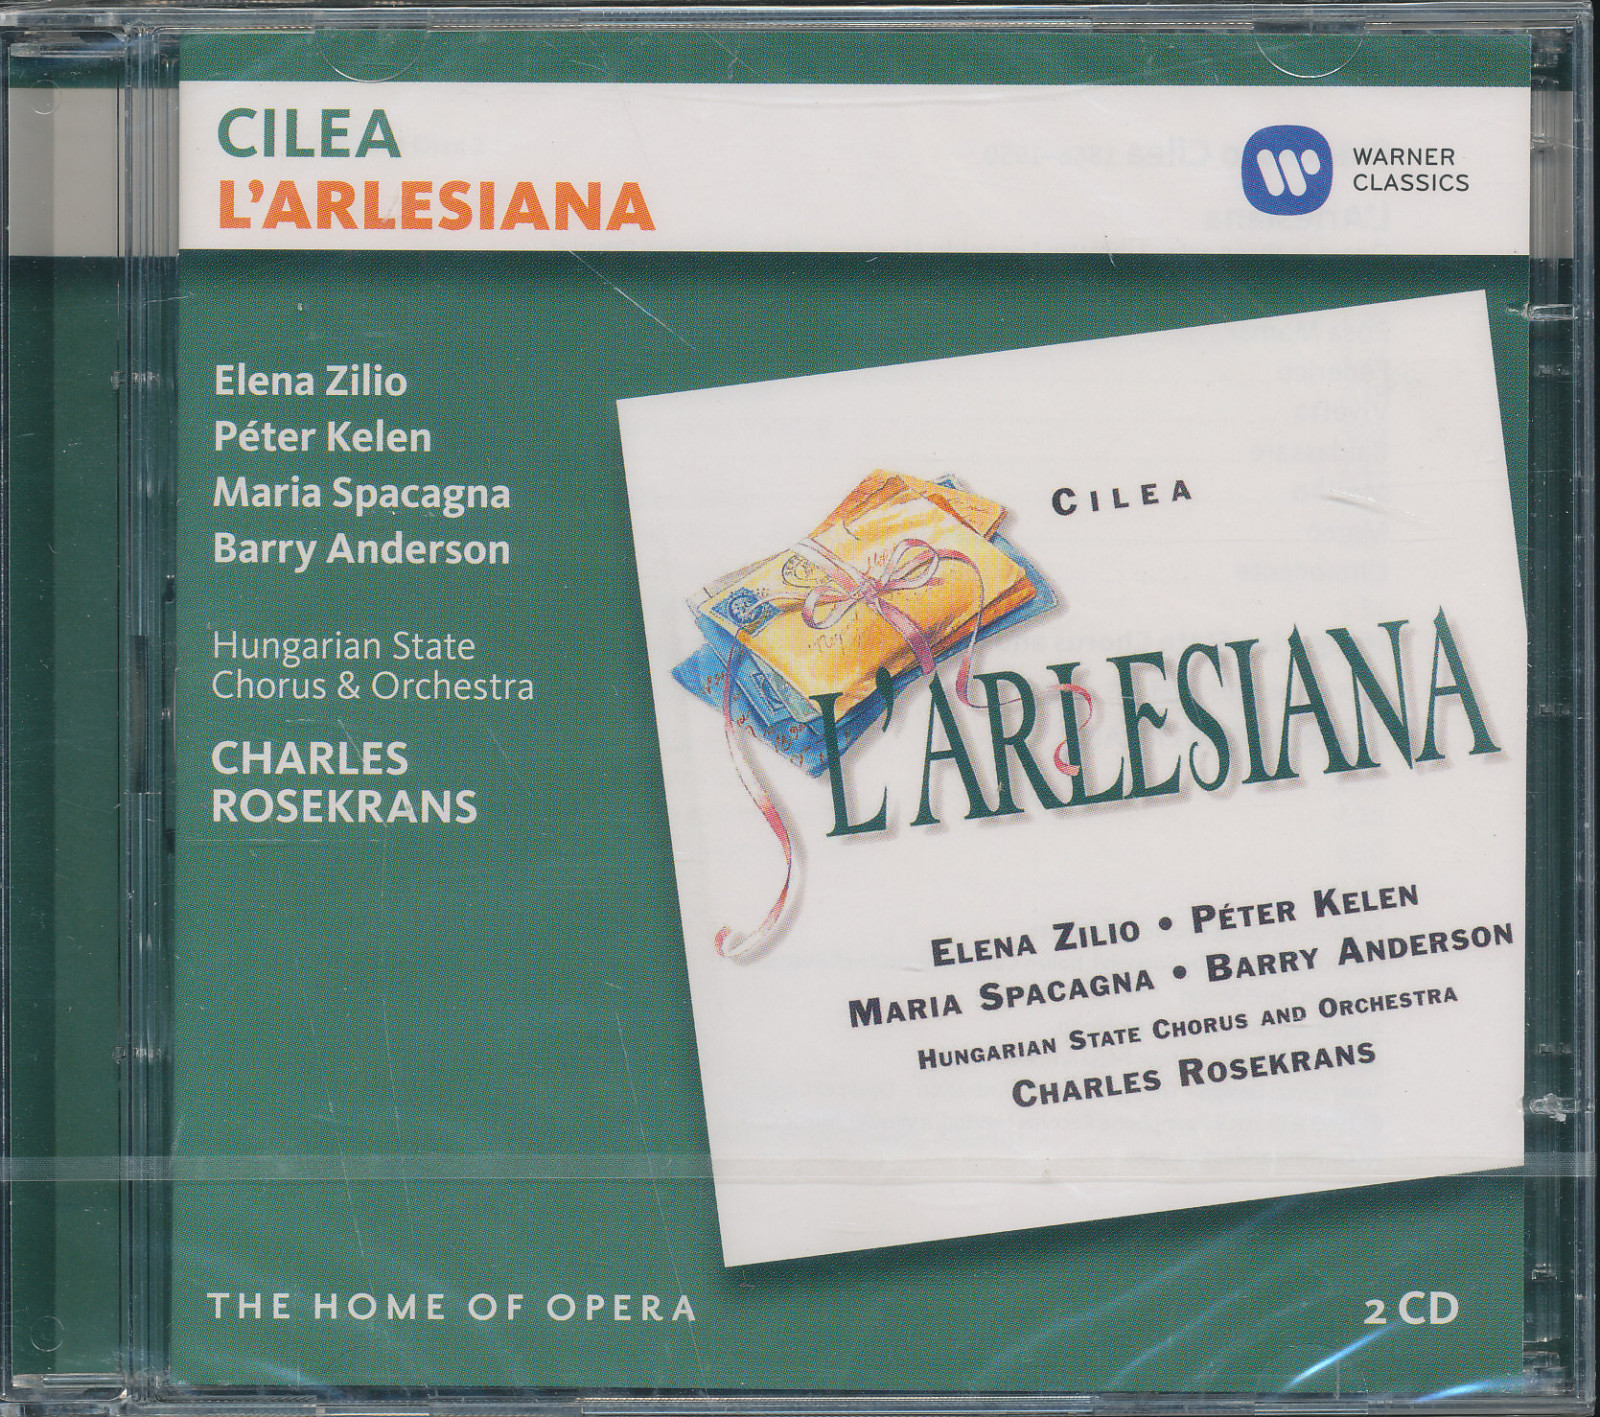 CILEA
L'ARLESIANA
WARNER
CLASSICS
Elena Zilio
Péter Kelen
Maria Spacagna
Barry Anderson
Hungarian State
Chorus & Orchestra
CHARLES
ROSEKRANS
CILEA
L'ARLESIANA
ELENA ZILIO • PÉTER KELEN
MARIA SPACAGNA • BARRY ANDERSON
HUNGARIAN STATE CHORUS AND ORCHESTRA
CHARLES ROSEKRANS
THE HOME OF OPERA
2 CD